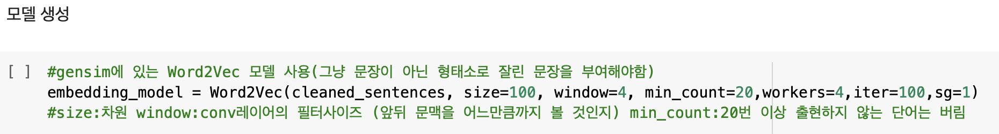 모델 생성
[ ] #gensim에 있는 Word2Vec 모델 사용(그냥 문장이 아닌 형태소로 잘린 문장을 부여해야함)
embedding_model = Word2Vec(cleaned_sentences, size=100, window=4, min_count=20,workers=4,iter=100,sg=1)
#size:차원 window:conv레이어의 필터사이즈 (앞뒤 문맥을 어느만큼까지 볼 것인지) min_count:20번 이상 출현하지 않는 단어는 버림